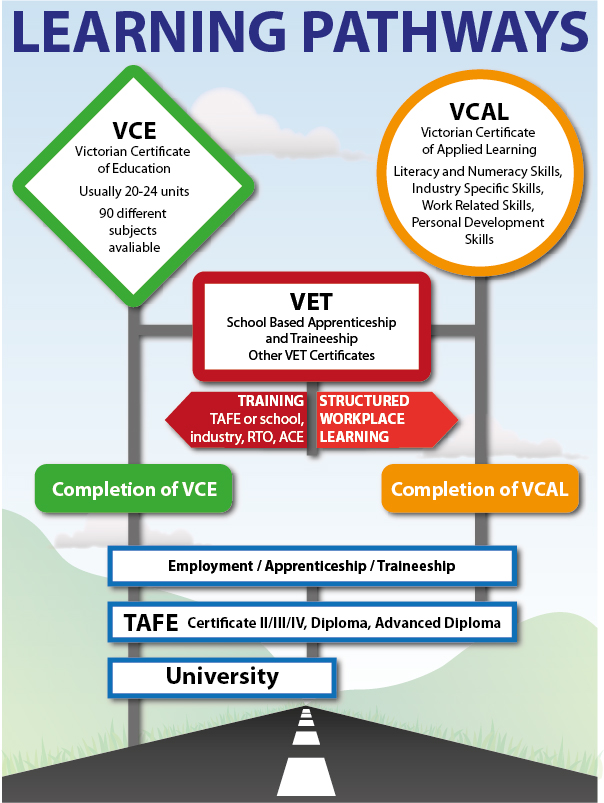 LEARNING PATHWAYS
VCE
Victorian Certificate
of Education
Usually 20-24 units
90 different
subjects
avaliable
VCAL
Victorian Certificate
of Applied Learning
Literacy and Numeracy Skills,
Industry Specific Skills,
Work Related Skills,
Personal Development
Skills
VET
School Based Apprenticeship
and Traineeship
Other VET Certificates
TRAINING
TAFE or school,
industry, RTO, ACE
STRUCTURED
WORKPLACE
LEARNING
Completion of VCE
Completion of VCAL
Employment / Apprenticeship / Traineeship
TAFE Certificate II/III/IV, Diploma, Advanced Diploma
University